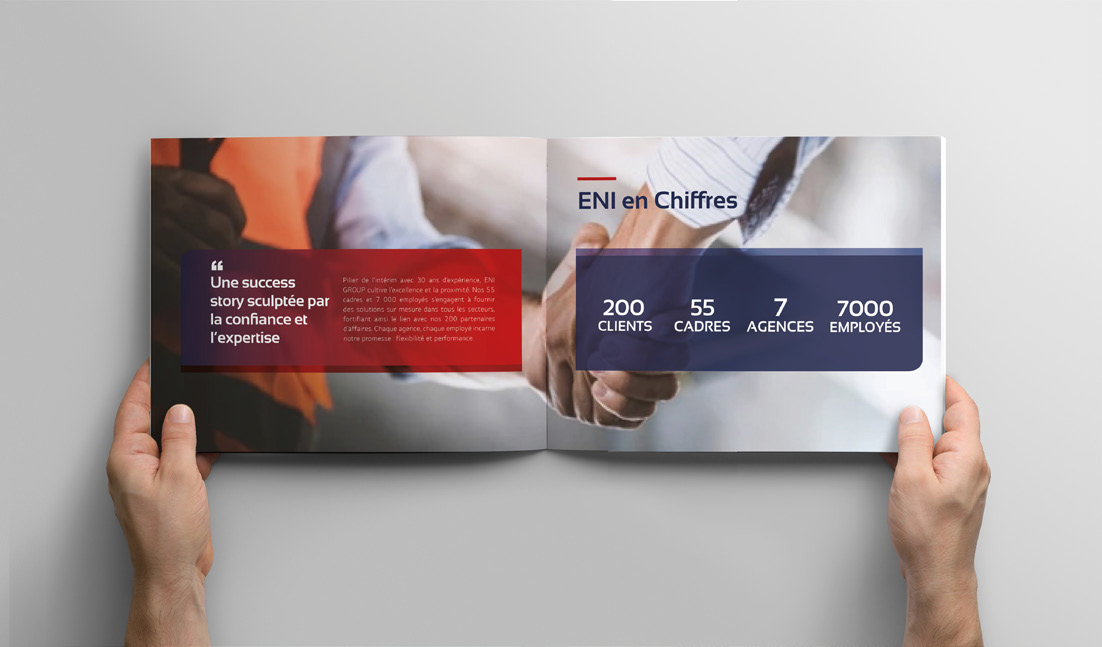 ❝
Une success
story sculptée par
la confiance et
l'expertise
Pilier de l'intérim avec 30 ans d'expérience, ENI
GROUP cultive l'excellence et la proximité. Nos 55
cadres et 7 000 employés s'engagent à fournir
des solutions sur mesure dans tous les secteurs,
fortifiant ainsi le lien avec nos 200 partenaires
d'affaires. Chaque agence, chaque employé incarne
notre promesse : flexibilité et performance.
ENI en Chiffres
200 55 7 7000
CLIENTS CADRES AGENCES EMPLOYÉS